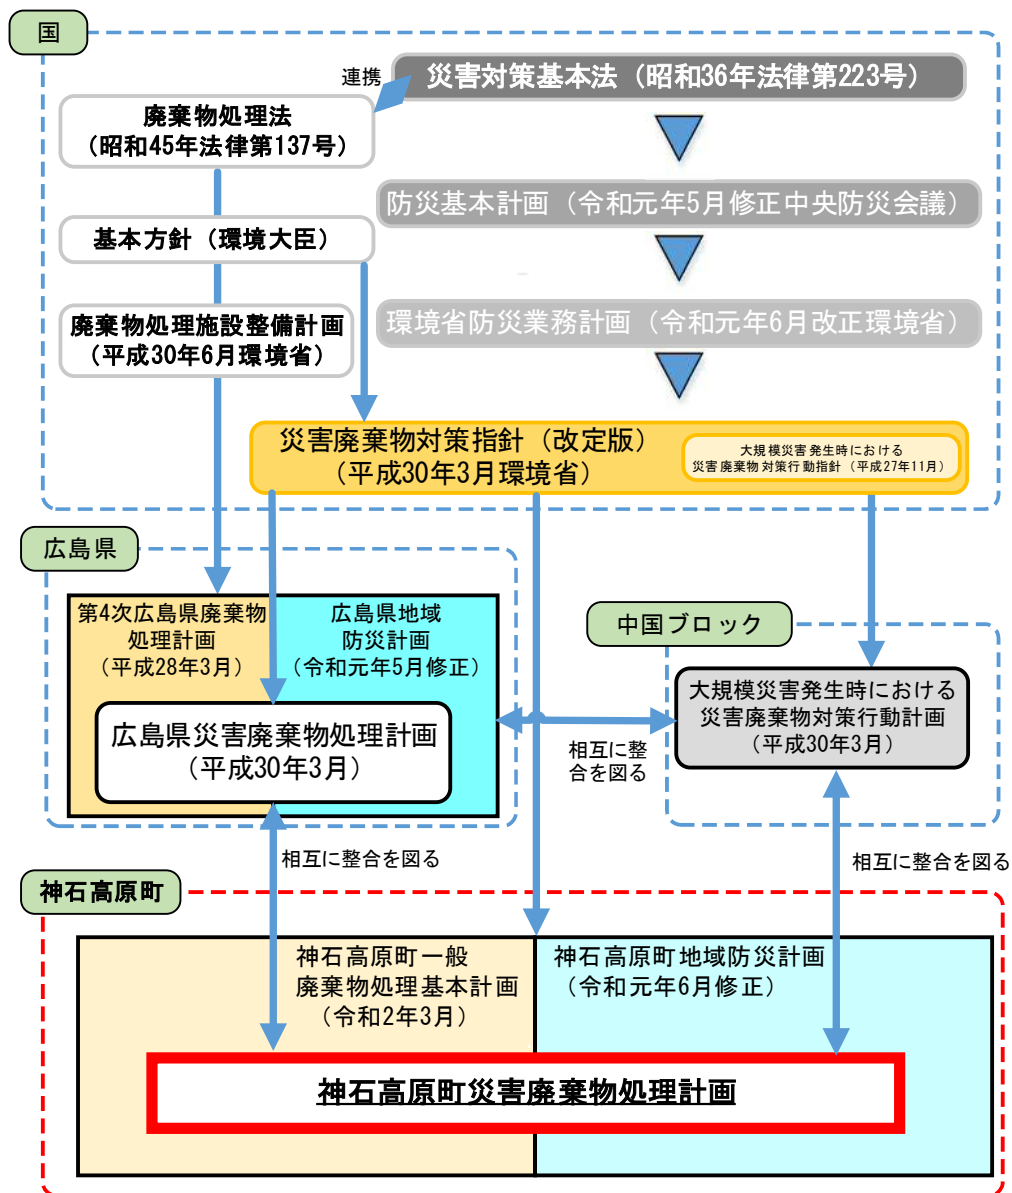 国
連携
災害対策基本法（昭和36年法律第223号）
廃棄物処理法
（昭和45年法律第137号）
防災基本計画（令和元年5月修正中央防災会議）
基本方針（環境大臣）
環境省防災業務計画（令和元年6月改正環境省）
廃棄物処理施設整備計画
（平成30年6月環境省）
災害廃棄物対策指針（改定版）
（平成30年3月環境省）
大規模災害発生時における
災害廃棄物対策行動指針（平成27年11月）
広島県
第4次広島県廃棄物
処理計画
（平成28年3月）
広島県地域
防災計画
（令和元年5月修正）
広島県災害廃棄物処理計画
（平成30年3月）
中国ブロック
大規模災害発生時における
災害廃棄物対策行動計画
（平成30年3月）
相互に整
合を図る
相互に整合を図る
相互に整合を図る
神石高原町
神石高原町一般
廃棄物処理基本計画
（令和2年3月）
神石高原町地域防災計画
（令和元年6月修正）
神石高原町災害廃棄物処理計画